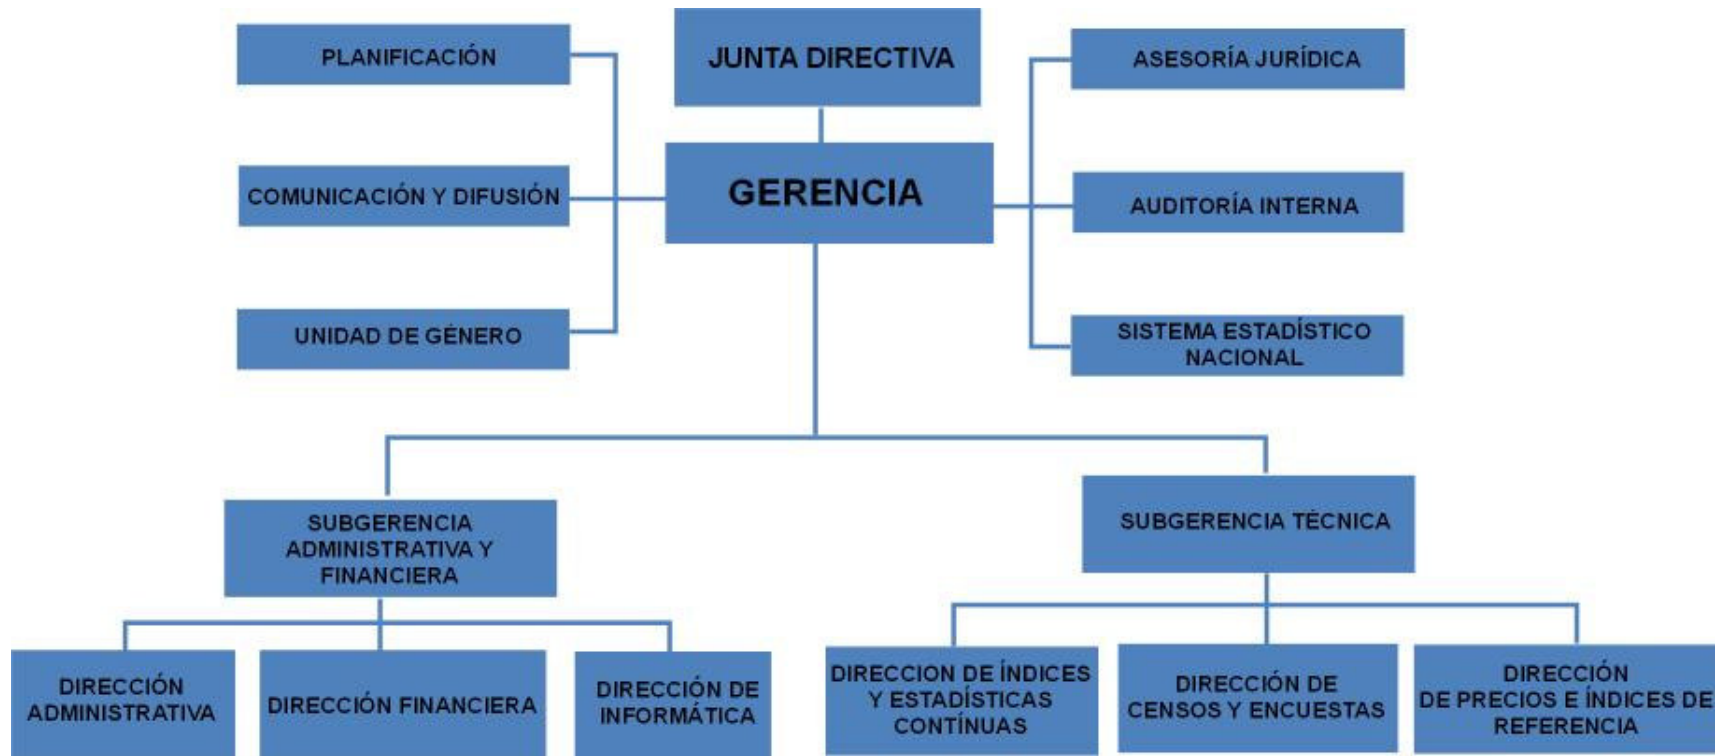 JUNTA DIRECTIVA
PLANIFICACIÓN
ASESORÍA JURÍDICA
GERENCIA
COMUNICACIÓN Y DIFUSIÓN
AUDITORÍA INTERNA
UNIDAD DE GÉNERO
SISTEMA ESTADÍSTICO
NACIONAL
SUBGERENCIA
ADMINISTRATIVA Y
FINANCIERA
SUBGERENCIA TÉCNICA
DIRECCIÓN
ADMINISTRATIVA
DIRECCIÓN FINANCIERA
DIRECCIÓN DE
INFORMÁTICA
DIRECCION DE ÍNDICES
Y ESTADÍSTICAS
CONTÍNUAS
DIRECCIÓN DE
CENSOS Y ENCUESTAS
DIRECCIÓN
DE PRECIOS E ÍNDICES DE
REFERENCIA